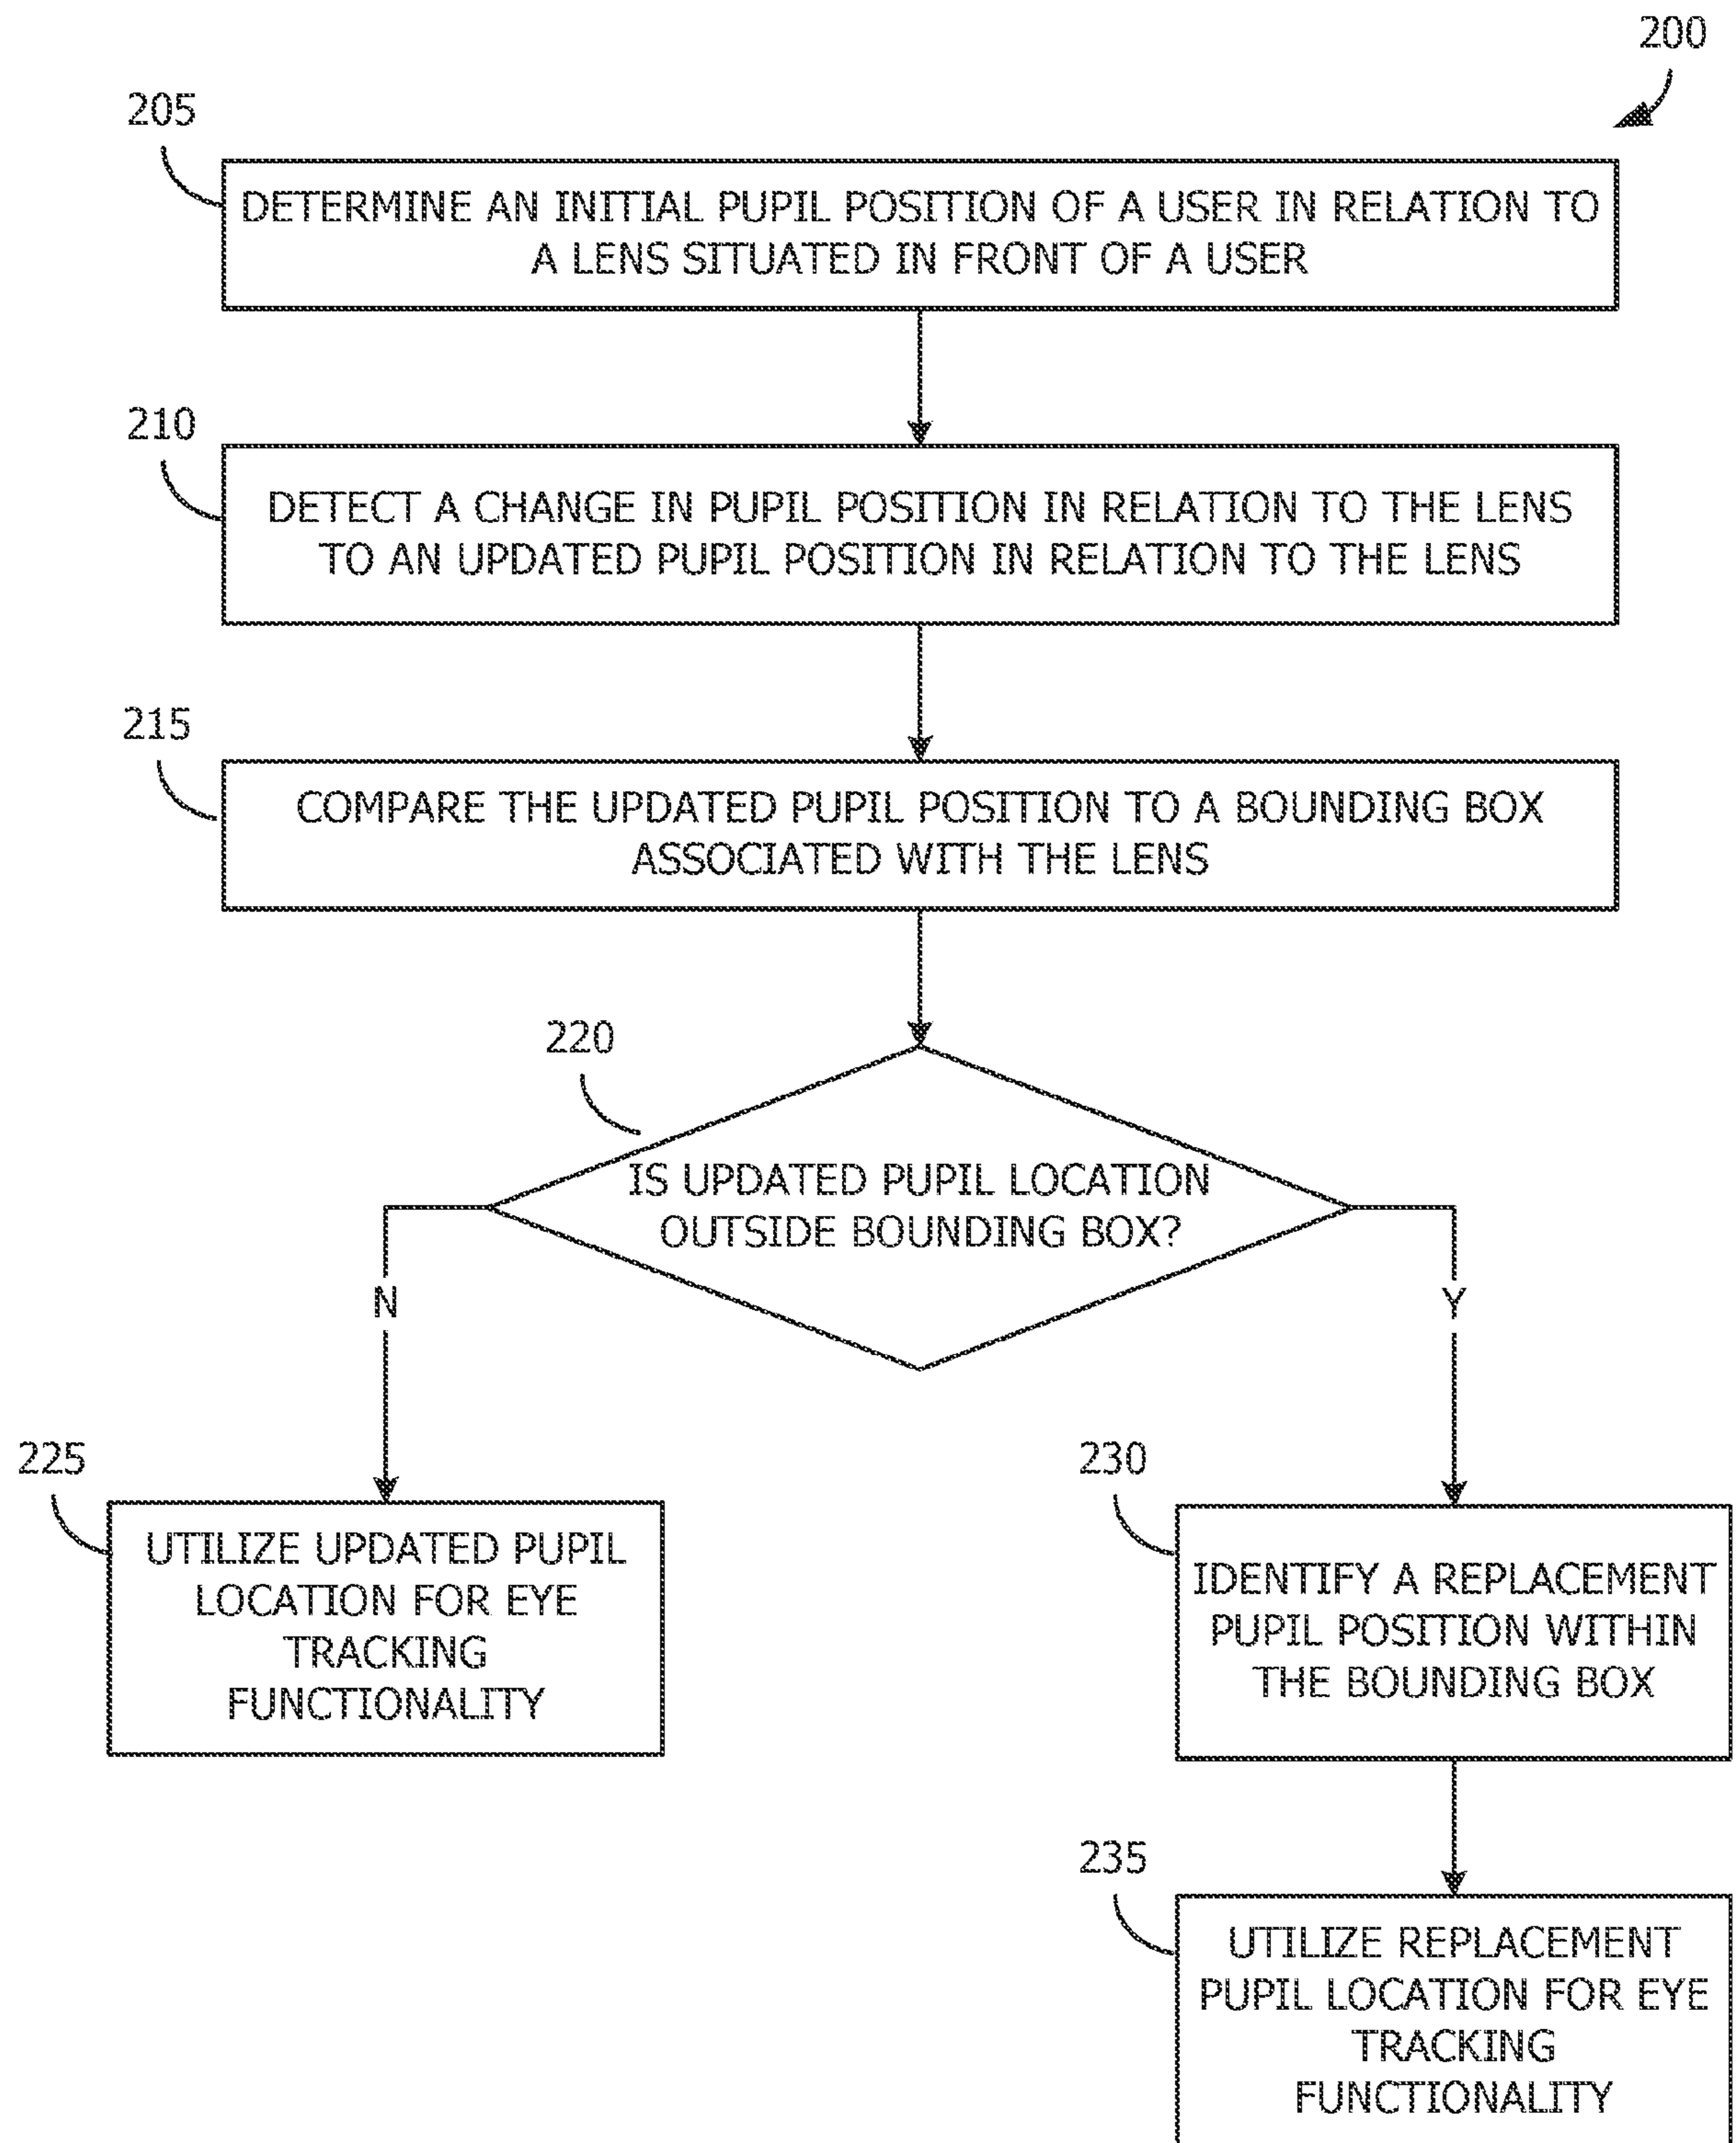 200
205
DETERMINE AN INITIAL PUPIL POSITION OF A USER IN RELATION TO
A LENS SITUATED IN FRONT OF A USER
210
DETECT A CHANGE IN PUPIL POSITION IN RELATION TO THE LENS
TO AN UPDATED PUPIL POSITION IN RELATION TO THE LENS
215
COMPARE THE UPDATED PUPIL POSITION TO A BOUNDING BOX
ASSOCIATED WITH THE LENS
220
IS UPDATED PUPIL LOCATION
OUTSIDE BOUNDING BOX?
N
Y
225
UTILIZE UPDATED PUPIL
LOCATION FOR EYE
TRACKING
FUNCTIONALITY
230
IDENTIFY A REPLACEMENT
PUPIL POSITION WITHIN
THE BOUNDING BOX
235
UTILIZE REPLACEMENT
PUPIL LOCATION FOR EYE
TRACKING
FUNCTIONALITY